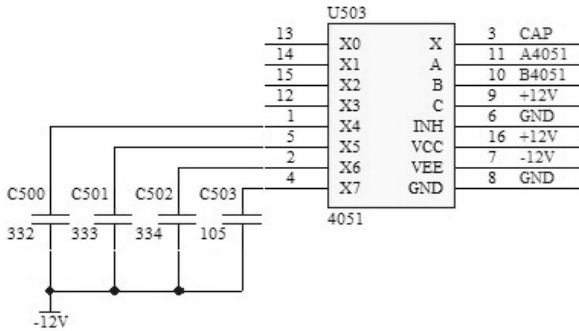 U503
13 X0 X 3 CAP
14 X1 A 11 A4051
15 X2 B 10 B4051
12 X3 C 9 +12V
1 X4 INH 6 GND
5 X5 VCC 16 +12V
2 X6 VEE 7 -12V
4 X7 GND 8 GND
4051
C500 C501 C502 C503
332 333 334 105
-12V